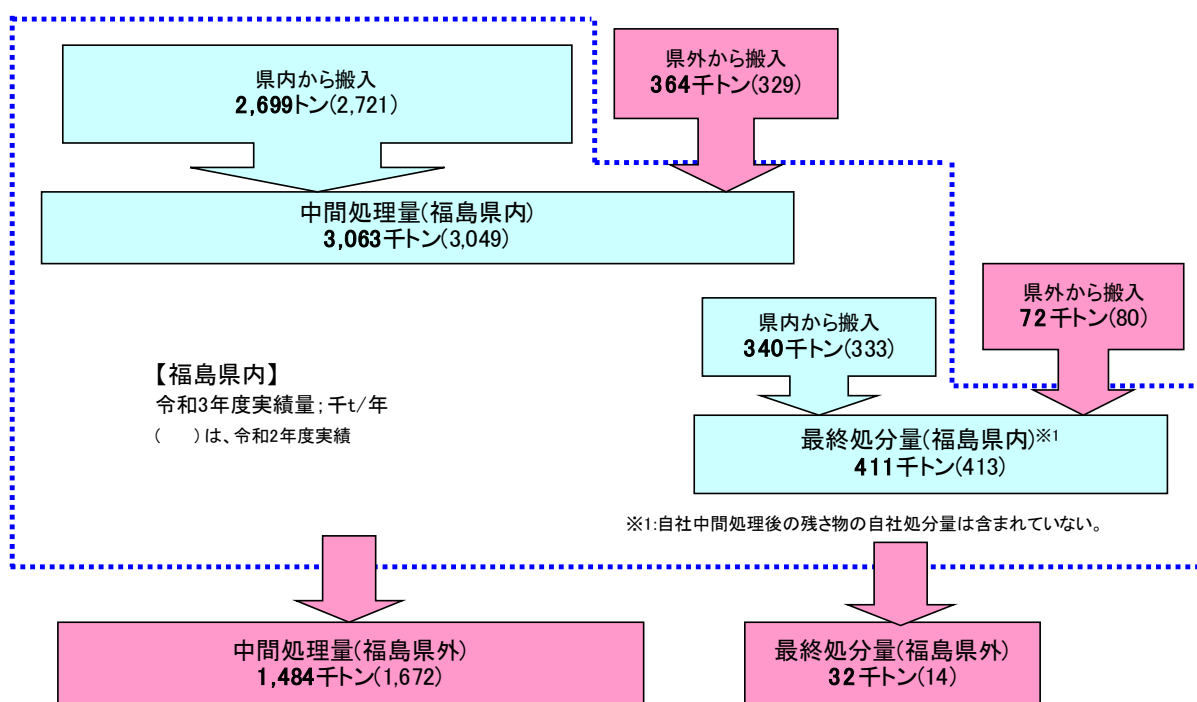 県内から搬入
2,699トン(2,721)
県外から搬入
364千トン(329)
中間処理量(福島県内)
3,063千トン(3,049)
県内から搬入
340千トン(333)
県外から搬入
72千トン(80)
【福島県内】
令和3年度実績量;千t/年
(　　)は、令和2年度実績
最終処分量(福島県内)※1
411千トン(413)
※1:自社中間処理後の残さ物の自社処分量は含まれていない。
中間処理量(福島県外)
1,484千トン(1,672)
最終処分量(福島県外)
32千トン(14)